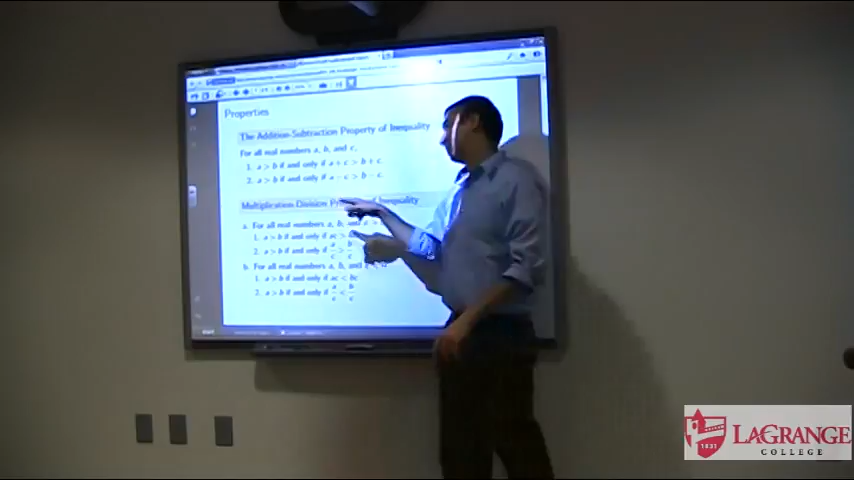 Properties
The Addition-Subtraction Property of Inequality
For all real numbers a, b, and c,
1. a > b if and only if a + c > b + c.
2. a > b if and only if a − c > b − c.
Multiplication-Division Inequality
a. For all real numbers a, b, and
1. a > b if and only if ac >
2. a > b if and only if a/c > b/c
b. For all real numbers a, b, and
1. a > b if and only if ac < bc
2. a > b if and only if a/c < b/c
1831
LAGRANGE
COLLEGE